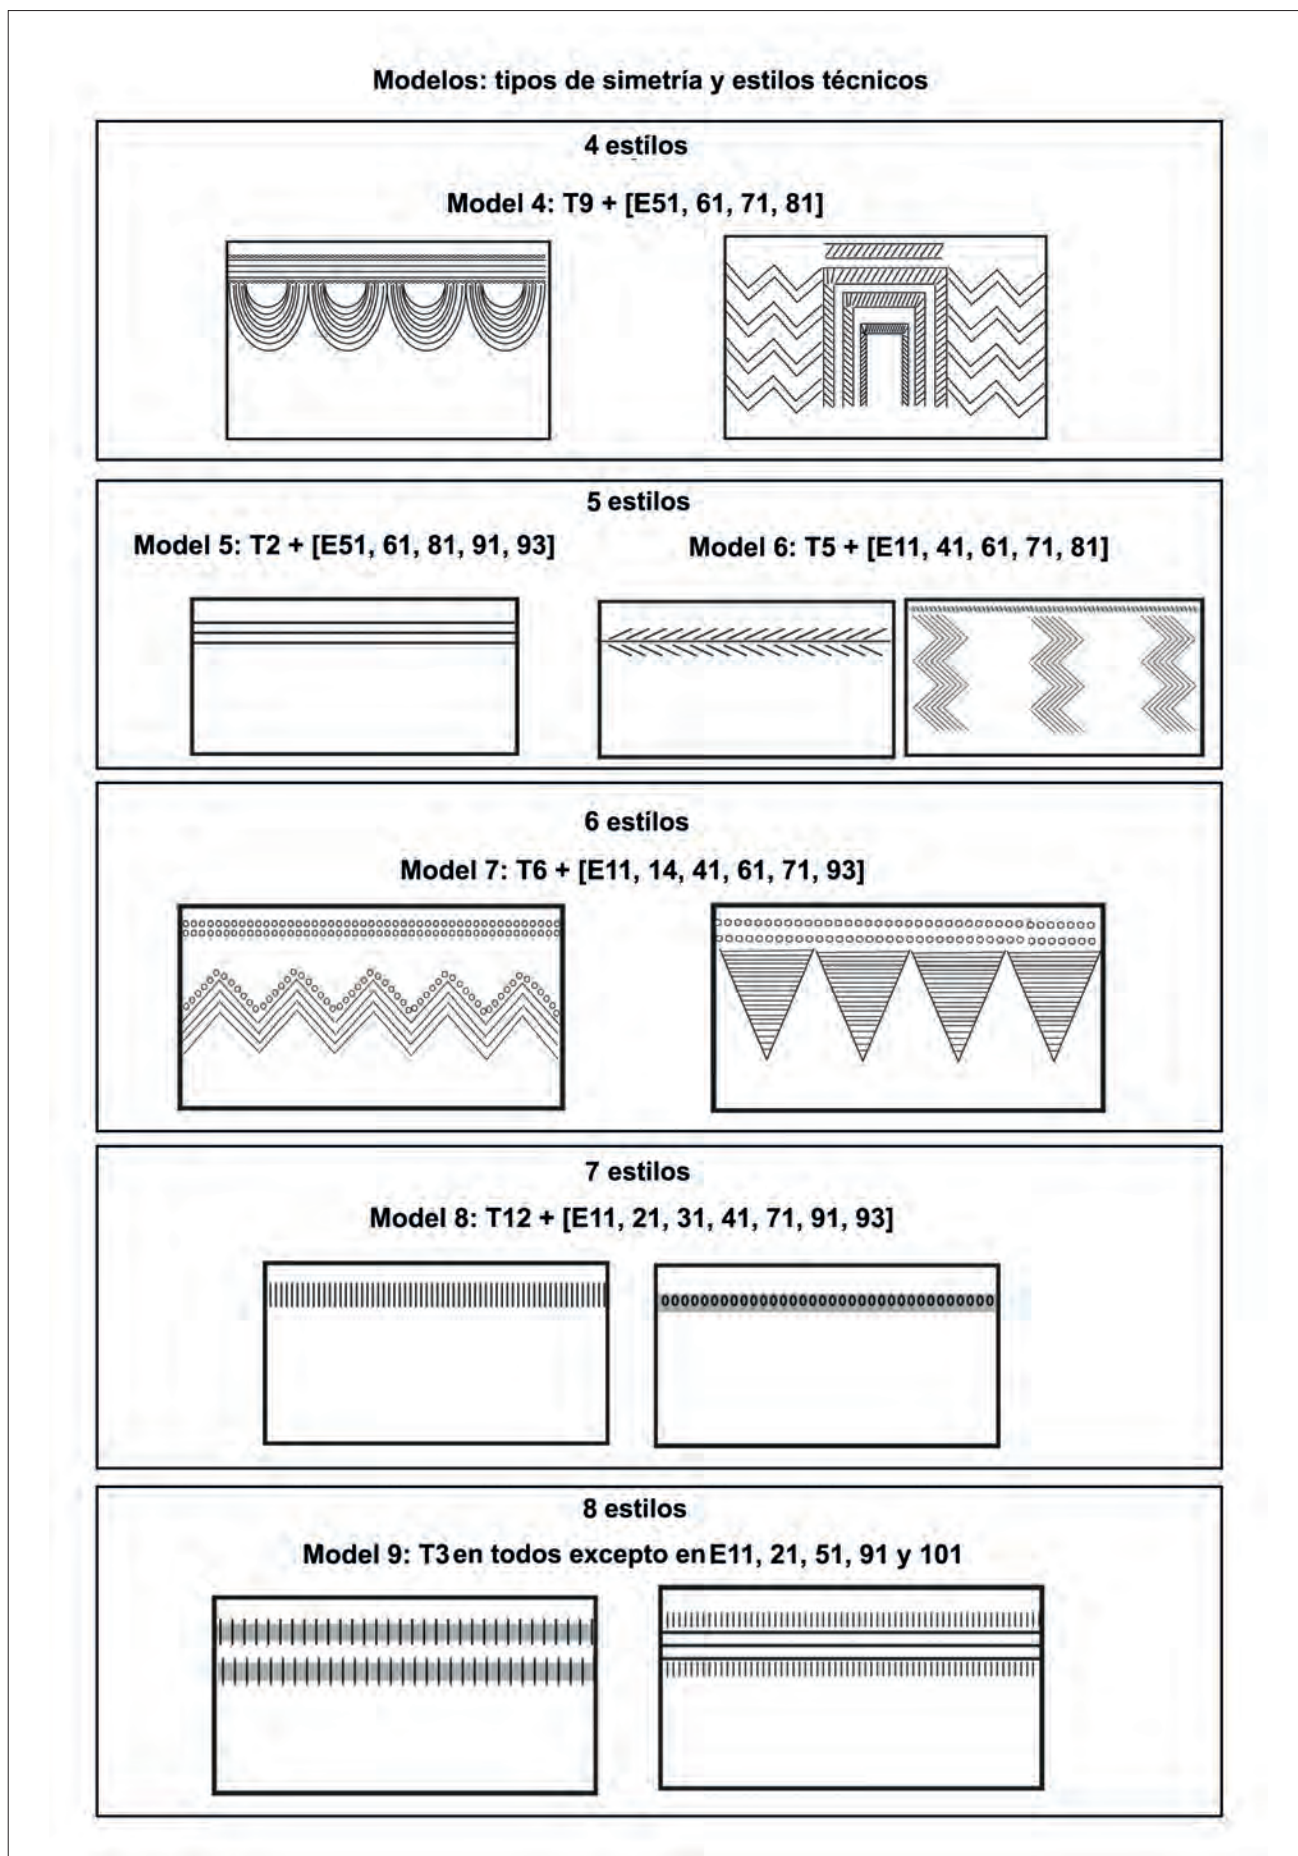 Modelos: tipos de simetría y estilos técnicos
4 estilos
Model 4: T9 + [E51, 61, 71, 81]
5 estilos
Model 5: T2 + [E51, 61, 81, 91, 93]
Model 6: T5 + [E11, 41, 61, 71, 81]
6 estilos
Model 7: T6 + [E11, 14, 41, 61, 71, 93]
7 estilos
Model 8: T12 + [E11, 21, 31, 41, 71, 91, 93]
8 estilos
Model 9: T3 en todos excepto en E11, 21, 51, 91 y 101